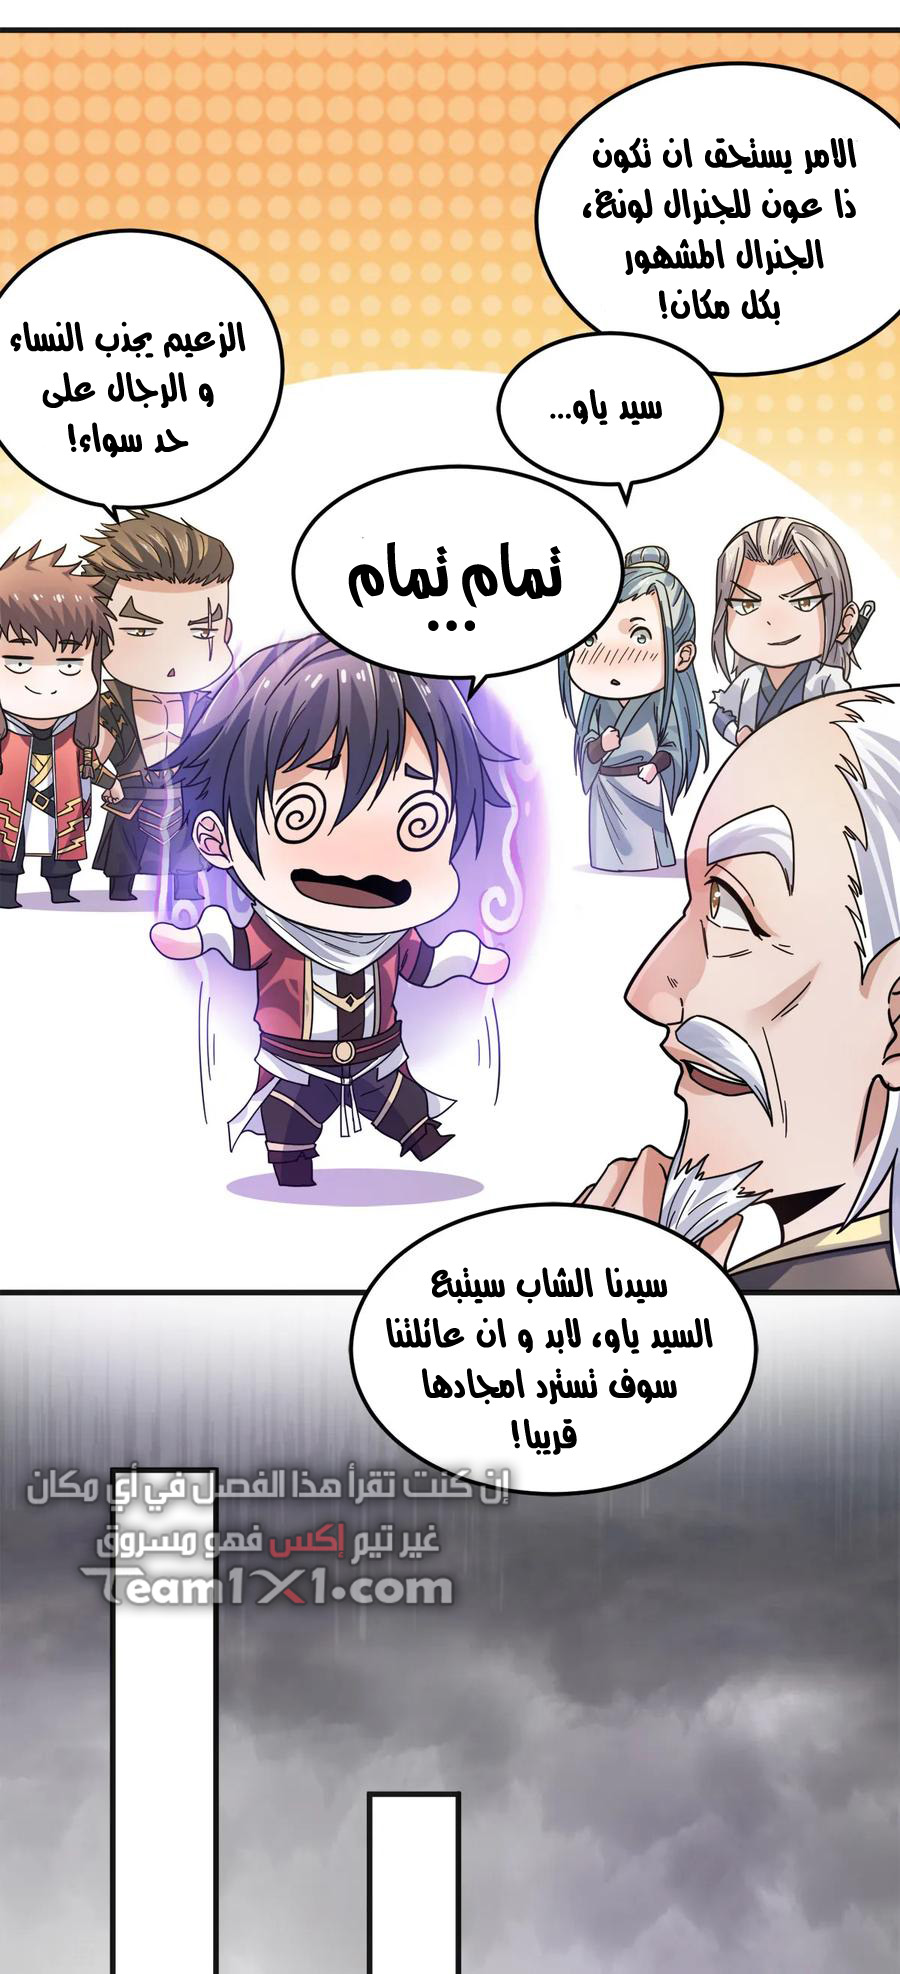 الامر يستحق ان تكون
ذا عون للجنرال لونغ،
الجنرال المشهور
بكل مكان!
سيد ياو...
الزعيم يجذب النساء
و الرجال على
حد سواء!
تمام تمام
...
سيدنا الشاب سيتبع
السيد ياو، لابد و ان عائلتنا
سوف تسترد امجادها
قريبا!
إن كنت تقرأ هذا الفصل في أي مكان
غير تيم إكس فهو مسروق
Team1X1.com